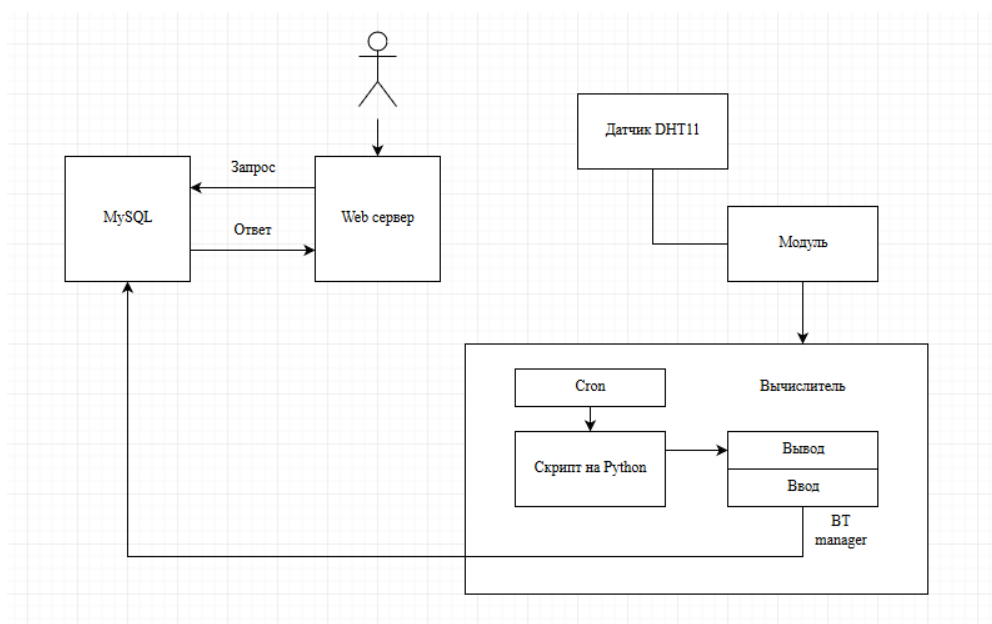 Датчик DHT11
Запрос
MySQL
Web сервер
Ответ
Модуль
Cron
Вычислитель
Скрипт на Python
Вывод
Ввод
BT
manager